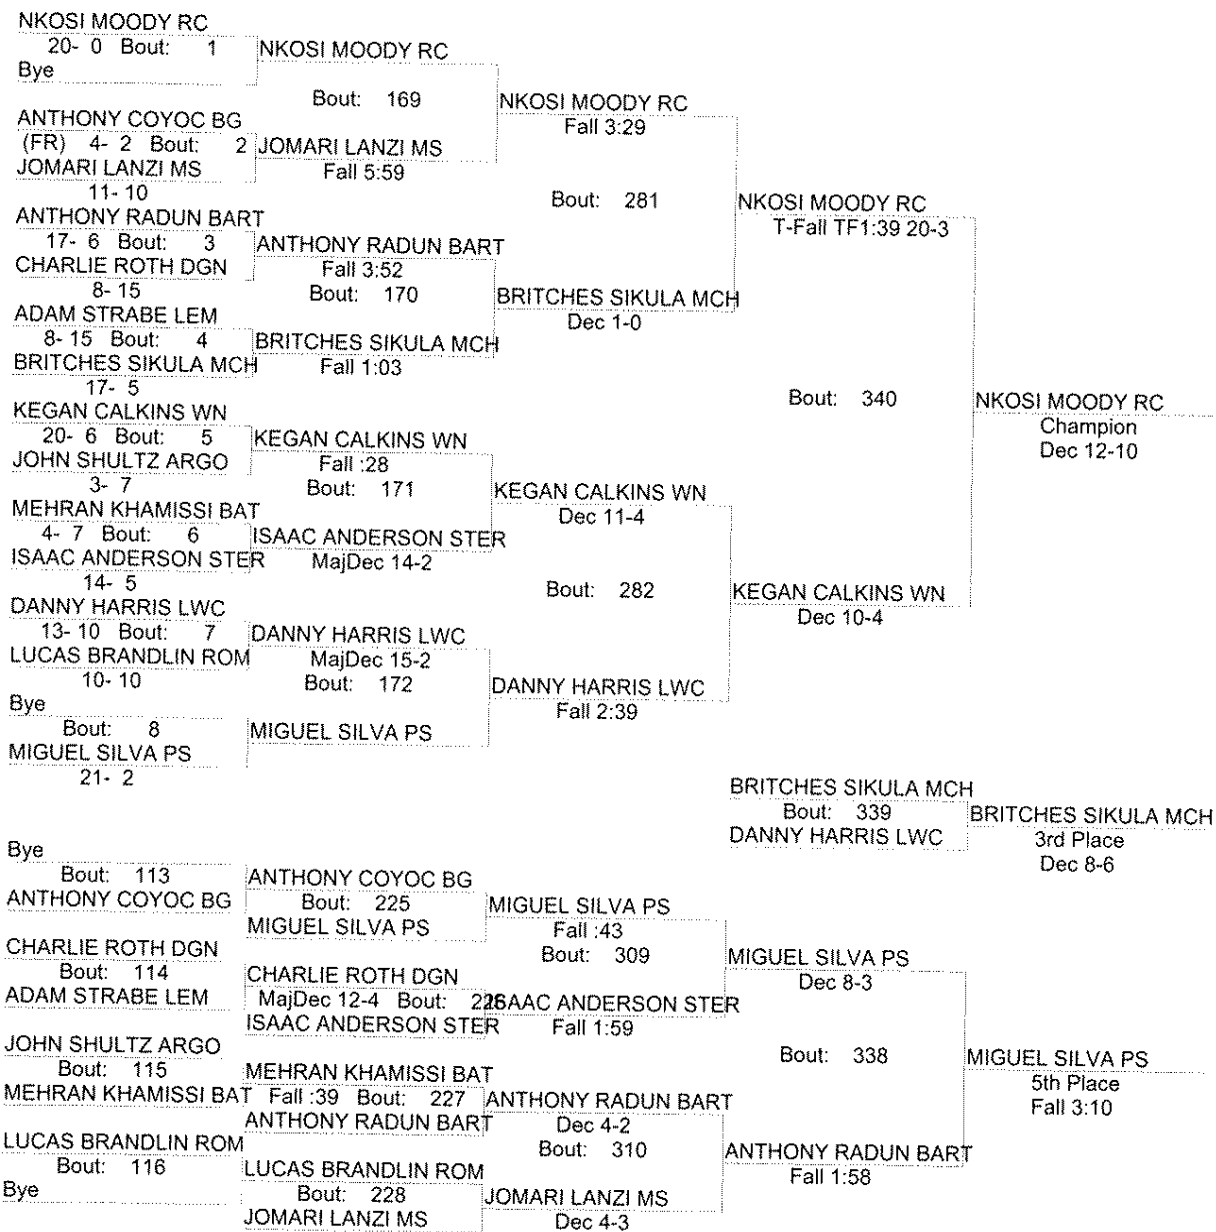 NKOSI MOODY RC
20- 0 Bout: 1 NKOSI MOODY RC
Bye
Bout: 169 NKOSI MOODY RC
ANTHONY COYOC BG Fall 3:29
(FR) 4- 2 Bout: 2 JOMARI LANZI MS
JOMARI LANZI MS Fall 5:59
11- 10 Bout: 281 NKOSI MOODY RC
ANTHONY RADUN BART T-Fall TF1:39 20-3
17- 6 Bout: 3 ANTHONY RADUN BART
CHARLIE ROTH DGN Fall 3:52
8- 15 Bout: 170 BRITCHES SIKULA MCH
ADAM STRABE LEM Dec 1-0
8- 15 Bout: 4 BRITCHES SIKULA MCH
BRITCHES SIKULA MCH Fall 1:03
17- 5 Bout: 340 NKOSI MOODY RC
KEGAN CALKINS WN Champion
20- 6 Bout: 5 KEGAN CALKINS WN Dec 12-10
JOHN SHULTZ ARGO Fall :28
3- 7 Bout: 171 KEGAN CALKINS WN
MEHRAN KHAMISSI BAT Dec 11-4
4- 7 Bout: 6 ISAAC ANDERSON STER
ISAAC ANDERSON STER MajDec 14-2
14- 5 Bout: 282 KEGAN CALKINS WN
DANNY HARRIS LWC Dec 10-4
13- 10 Bout: 7 DANNY HARRIS LWC
LUCAS BRANDLIN ROM MajDec 15-2
10- 10 Bout: 172 DANNY HARRIS LWC
Bye Fall 2:39
Bout: 8 MIGUEL SILVA PS
MIGUEL SILVA PS
21- 2
BRITCHES SIKULA MCH
Bout: 339 BRITCHES SIKULA MCH
DANNY HARRIS LWC 3rd Place
Dec 8-6
Bye
Bout: 113 ANTHONY COYOC BG
ANTHONY COYOC BG Bout: 225 MIGUEL SILVA PS
MIGUEL SILVA PS Fall :43
CHARLIE ROTH DGN Bout: 309 MIGUEL SILVA PS
Bout: 114 CHARLIE ROTH DGN Dec 8-3
ADAM STRABE LEM MajDec 12-4 Bout: 226 ISAAC ANDERSON STER
ISAAC ANDERSON STER Fall 1:59
JOHN SHULTZ ARGO Bout: 338 MIGUEL SILVA PS
Bout: 115 MEHRAN KHAMISSI BAT 5th Place
MEHRAN KHAMISSI BAT Fall :39 Bout: 227 ANTHONY RADUN BART Fall 3:10
ANTHONY RADUN BART Dec 4-2
LUCAS BRANDLIN ROM Bout: 310 ANTHONY RADUN BART
Bout: 116 LUCAS BRANDLIN ROM Fall 1:58
Bye Bout: 228 JOMARI LANZI MS
JOMARI LANZI MS Dec 4-3